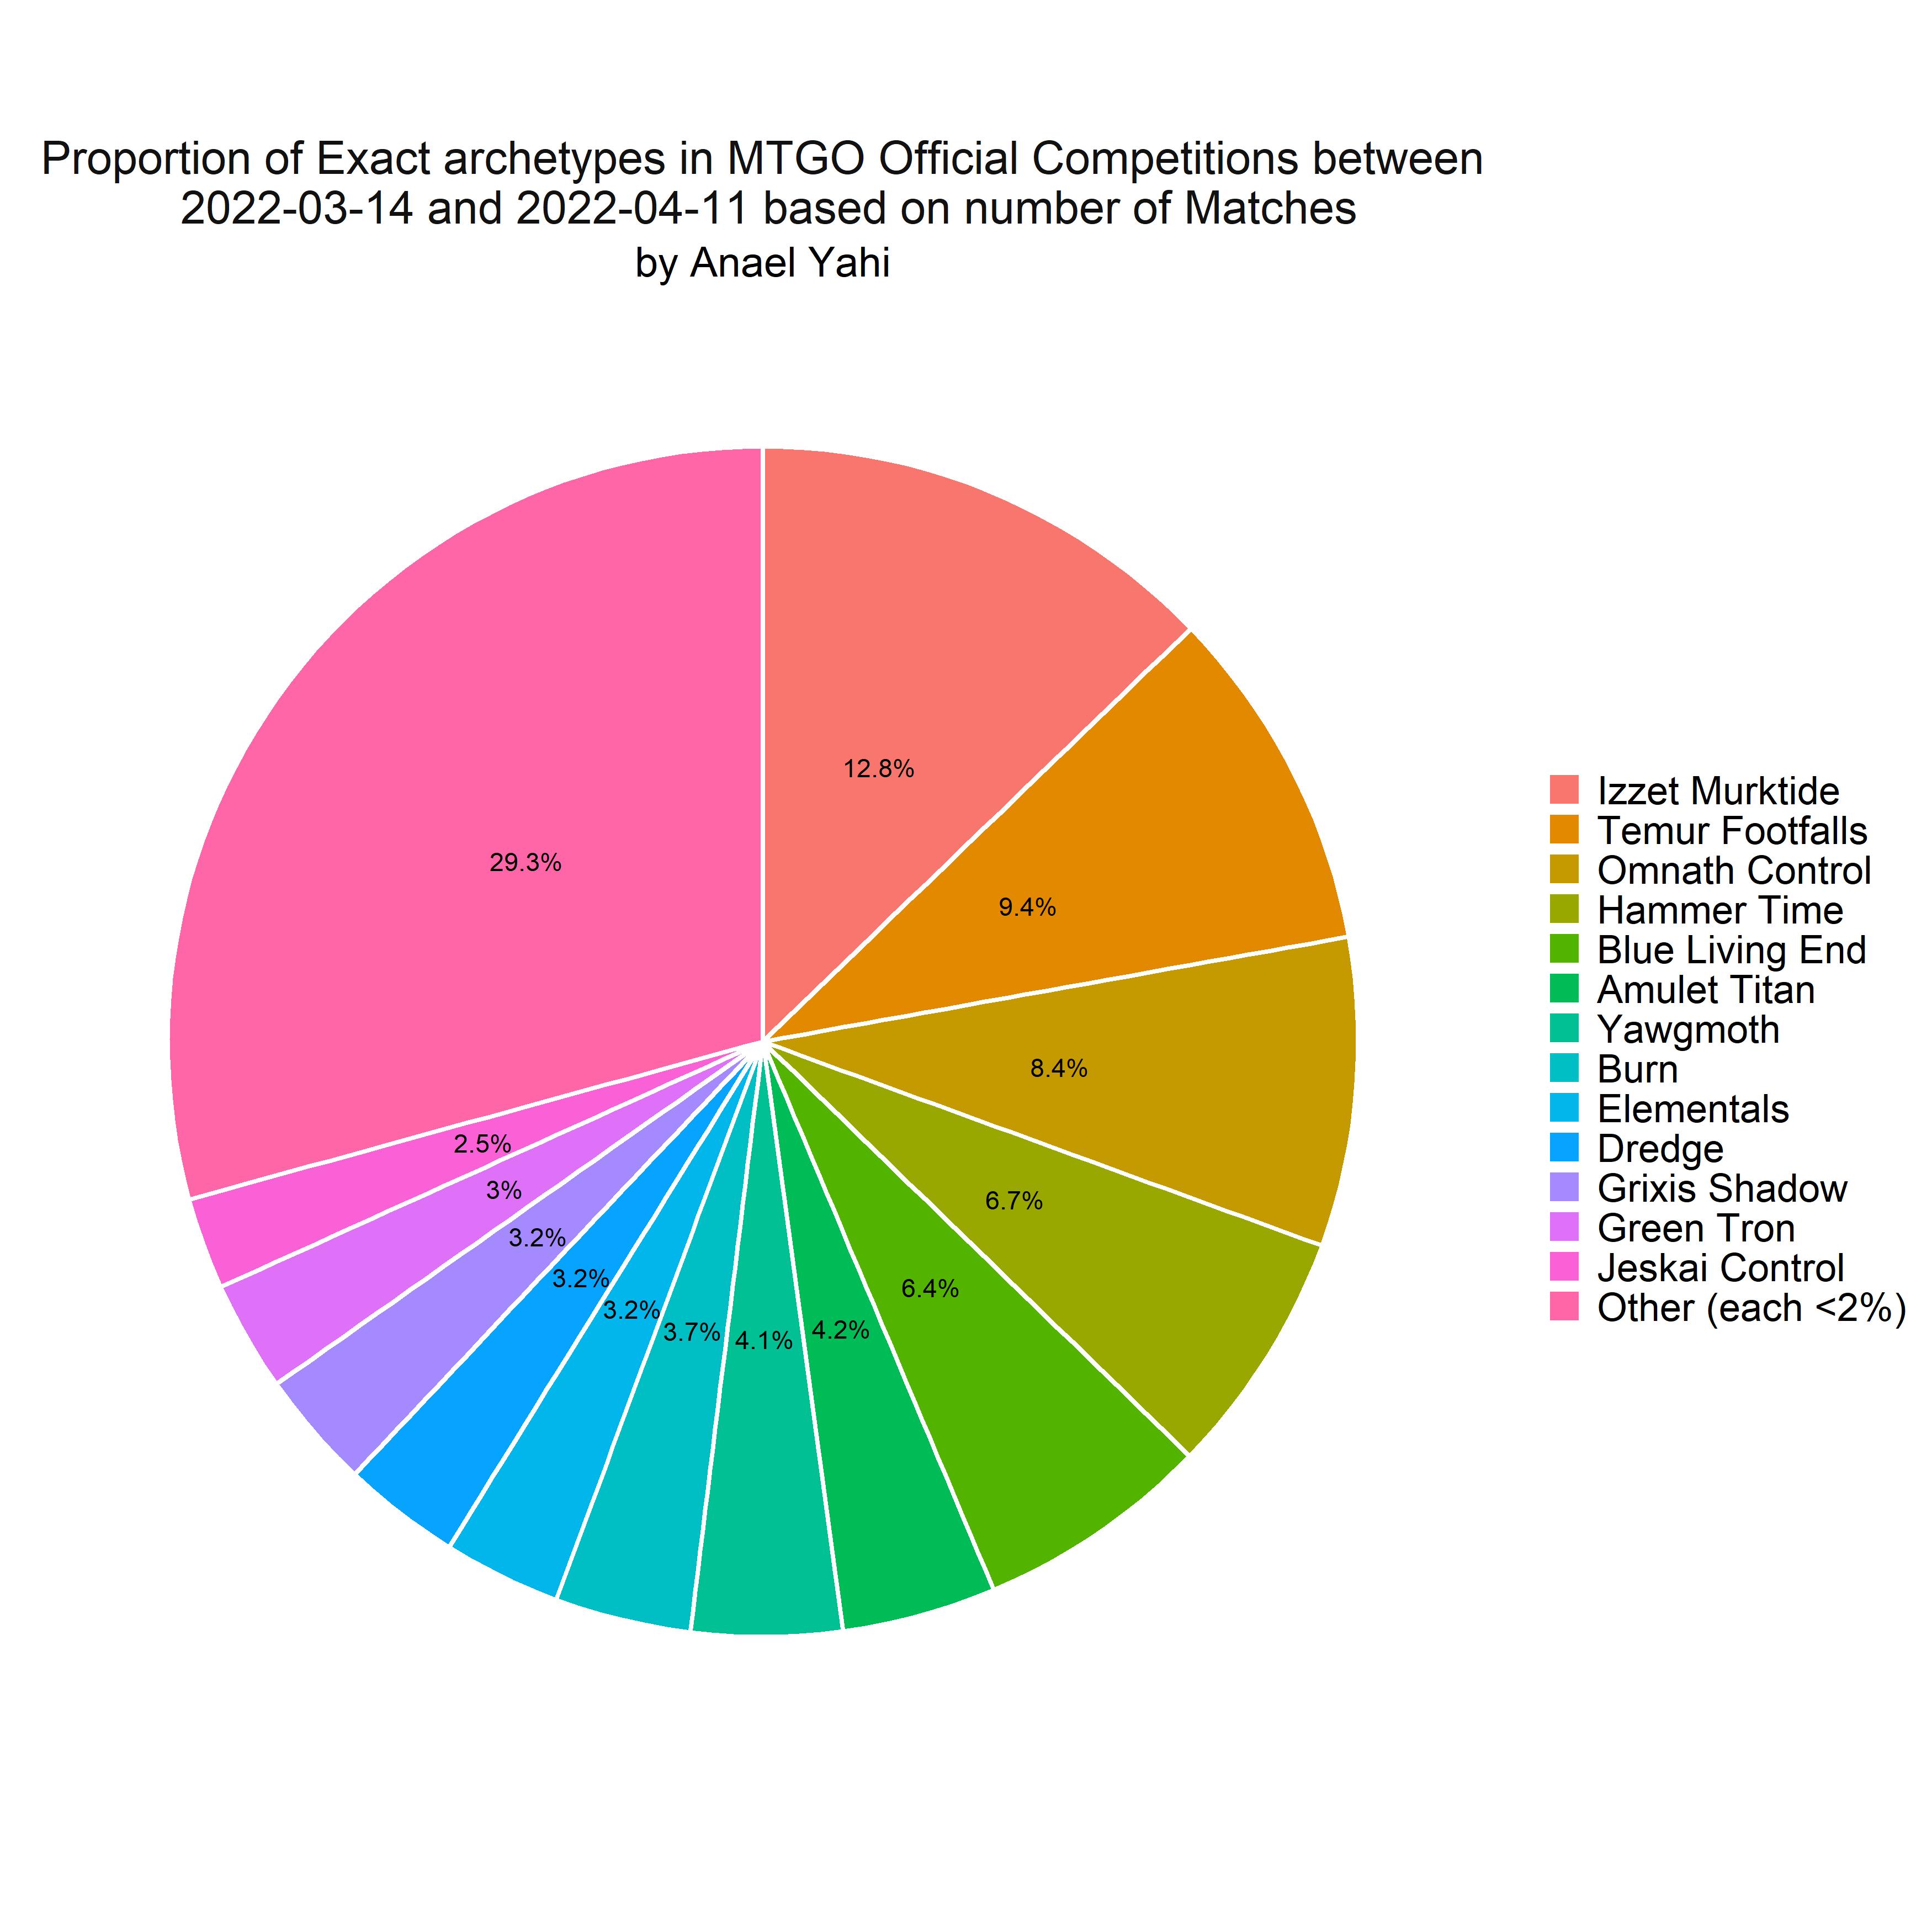 Proportion of Exact archetypes in MTGO Official Competitions between
2022-03-14 and 2022-04-11 based on number of Matches
by Anael Yahi
12.8%
9.4%
8.4%
6.7%
6.4%
4.2%
4.1%
3.7%
3.2%
3.2%
3.2%
3%
2.5%
29.3%
Izzet Murktide
Temur Footfalls
Omnath Control
Hammer Time
Blue Living End
Amulet Titan
Yawgmoth
Burn
Elementals
Dredge
Grixis Shadow
Green Tron
Jeskai Control
Other (each <2%)